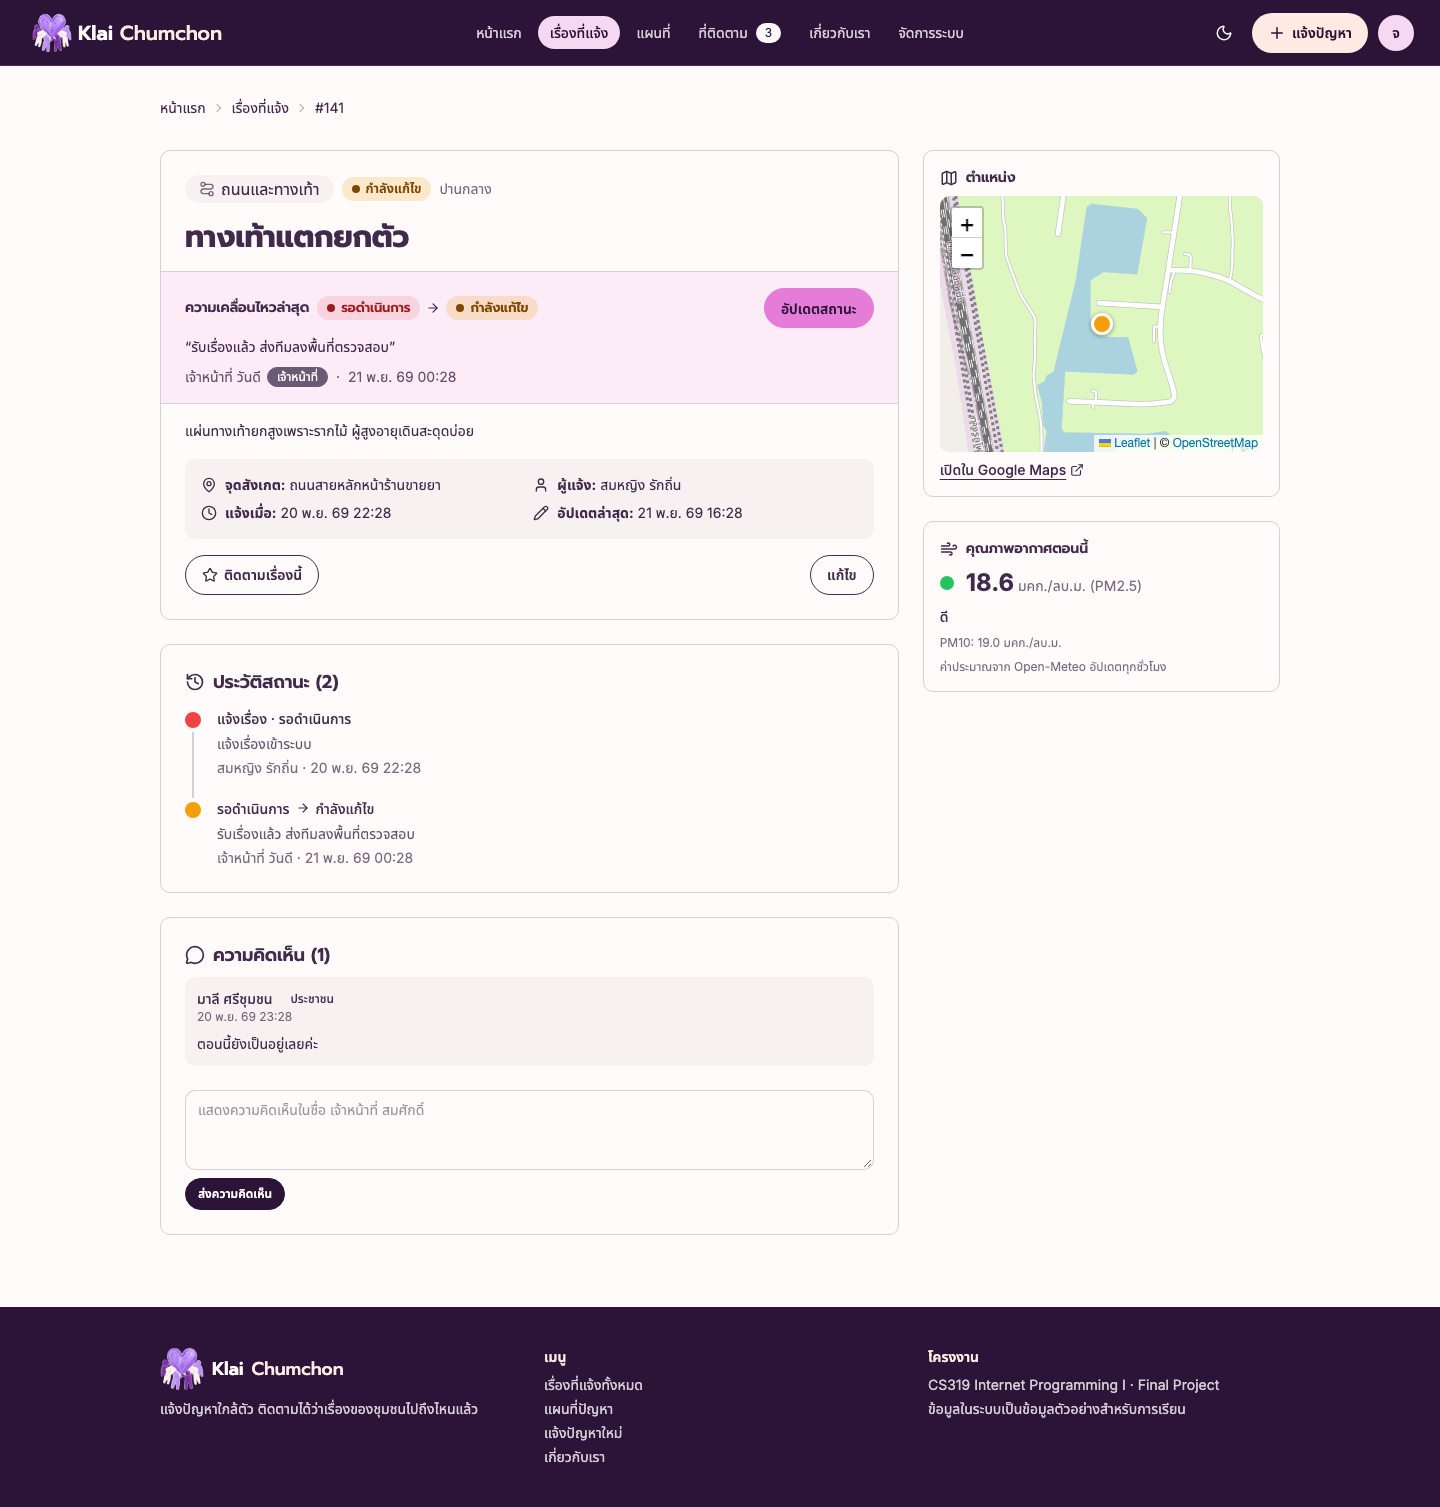 Klai Chumchon
หน้าแรก เรื่องที่แจ้ง แผนที่ ที่ติดตาม 3 เกี่ยวกับเรา จัดการระบบ
แจ้งปัญหา จ
หน้าแรก > เรื่องที่แจ้ง > #141
ถนนและทางเท้า กำลังแก้ไข ปานกลาง
ทางเท้าแตกยกตัว
ความเคลื่อนไหวล่าสุด รอดำเนินการ → กำลังแก้ไข อัปเดตสถานะ
“รับเรื่องแล้ว ส่งทีมลงพื้นที่ตรวจสอบ”
เจ้าหน้าที่ วันดี เจ้าหน้าที่ · 21 พ.ย. 69 00:28
แผ่นทางเท้ายกสูงเพราะรากไม้ ผู้สูงอายุเดินสะดุดบ่อย
จุดสังเกต: ถนนสายหลักหน้าร้านขายยา ผู้แจ้ง: สมหญิง รักถิ่น
แจ้งเมื่อ: 20 พ.ย. 69 22:28 อัปเดตล่าสุด: 21 พ.ย. 69 16:28
ติดตามเรื่องนี้ แก้ไข
ประวัติสถานะ (2)
แจ้งเรื่อง · รอดำเนินการ
แจ้งเรื่องเข้าระบบ
สมหญิง รักถิ่น · 20 พ.ย. 69 22:28
รอดำเนินการ → กำลังแก้ไข
รับเรื่องแล้ว ส่งทีมลงพื้นที่ตรวจสอบ
เจ้าหน้าที่ วันดี · 21 พ.ย. 69 00:28
ความคิดเห็น (1)
มาลี ศรีชุมชน ประชาชน
20 พ.ย. 69 23:28
ตอนนี้ยังเป็นอยู่เลยค่ะ
แสดงความคิดเห็นในชื่อ เจ้าหน้าที่ สมศักดิ์
ส่งความคิดเห็น
ตำแหน่ง
+
−
Leaflet | © OpenStreetMap
เปิดใน Google Maps
คุณภาพอากาศตอนนี้
18.6 มคก./ลบ.ม. (PM2.5)
ดี
PM10: 19.0 มคก./ลบ.ม.
ค่าประมาณจาก Open-Meteo อัปเดตทุกชั่วโมง
Klai Chumchon
แจ้งปัญหาใกล้ตัว ติดตามได้ว่าเรื่องของชุมชนไปถึงไหนแล้ว
เมนู
เรื่องที่แจ้งทั้งหมด
แผนที่ปัญหา
แจ้งปัญหาใหม่
เกี่ยวกับเรา
โครงงาน
CS319 Internet Programming I · Final Project
ข้อมูลในระบบเป็นข้อมูลตัวอย่างสำหรับการเรียน